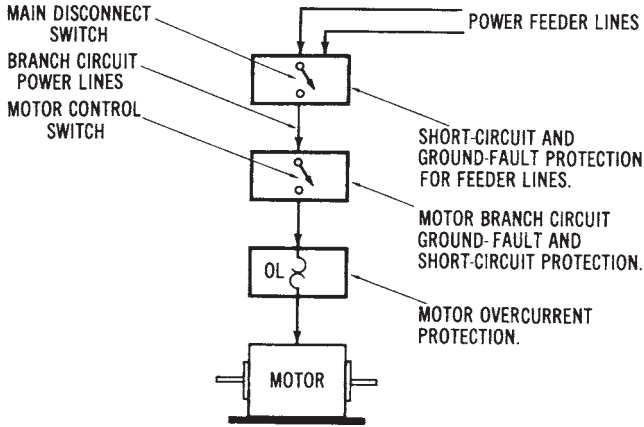 MAIN DISCONNECT
SWITCH
BRANCH CIRCUIT
POWER LINES
MOTOR CONTROL
SWITCH
POWER FEEDER LINES
SHORT-CIRCUIT AND
GROUND-FAULT PROTECTION
FOR FEEDER LINES.
MOTOR BRANCH CIRCUIT
GROUND-FAULT AND
SHORT-CIRCUIT PROTECTION.
OL
MOTOR OVERCURRENT
PROTECTION.
MOTOR